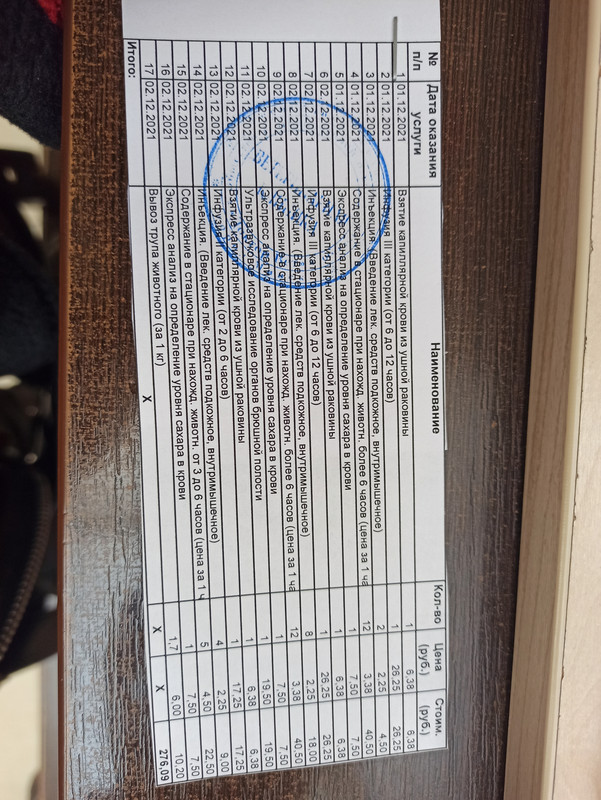 № п/п Дата оказания услуги Наименование Кол-во Цена (руб.) Стоим. (руб.)
1 01.12.2021 Взятие капиллярной крови из ушной раковины 1 6,38 6,38
2 01.12.2021 Инфузия III категории (от 6 до 12 часов) 1 26,25 26,25
3 01.12.2021 Инъекция. (Введение лек. средств подкожное, внутримышечное) 2 2,25 4,50
4 01.12.2021 Содержание в стационаре при нахожд. животн. более 6 часов (цена за 1 ча 12 3,38 40,50
5 01.12.2021 Экспресс анализ на определение уровня сахара в крови 1 7,50 7,50
6 02.12.2021 Взятие капиллярной крови из ушной раковины 1 6,38 6,38
7 02.12.2021 Инфузия III категории (от 6 до 12 часов) 1 26,25 26,25
8 02.12.2021 Инъекция. (Введение лек. средств подкожное, внутримышечное) 8 2,25 18,00
9 02.12.2021 Содержание в стационаре при нахожд. животн. более 6 часов (цена за 1 ча 12 3,38 40,50
10 02.12.2021 Экспресс анализ на определение уровня сахара в крови 1 7,50 7,50
11 02.12.2021 Ультразвуковое исследование органов брюшной полости 1 19,50 19,50
12 02.12.2021 Взятие капиллярной крови из ушной раковины 1 6,38 6,38
13 02.12.2021 Инфузия II категории (от 2 до 6 часов) 1 17,25 17,25
14 02.12.2021 Инъекция. (Введение лек. средств подкожное, внутримышечное) 4 2,25 9,00
15 02.12.2021 Содержание в стационаре при нахожд. животн. от 3 до 6 часов (цена за 1 ч 5 4,50 22,50
16 02.12.2021 Экспресс анализ на определение уровня сахара в крови 1 7,50 7,50
17 02.12.2021 Вывоз трупа животного (за 1 кг) 1,7 6,00 10,20
Итого: X X X 276,09